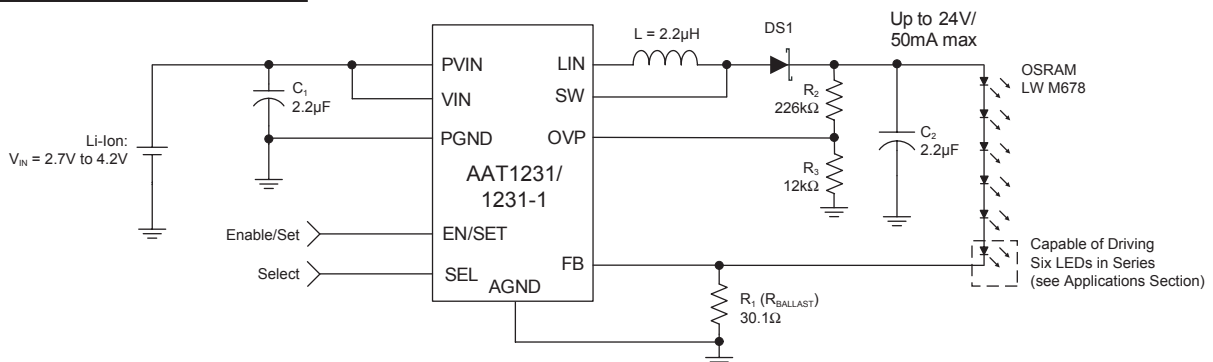 Up to 24V/
50mA max
DS1
L = 2.2µH
PVIN
LIN
OSRAM
LW M678
C1
2.2µF
VIN
SW
R2
226kΩ
Li-Ion:
VIN = 2.7V to 4.2V
PGND
OVP
C2
2.2µF
AAT1231/
1231-1
R3
12kΩ
Enable/Set
EN/SET
Select
SEL
FB
AGND
Capable of Driving
Six LEDs in Series
(see Applications Section)
R1 (RBALLAST)
30.1Ω